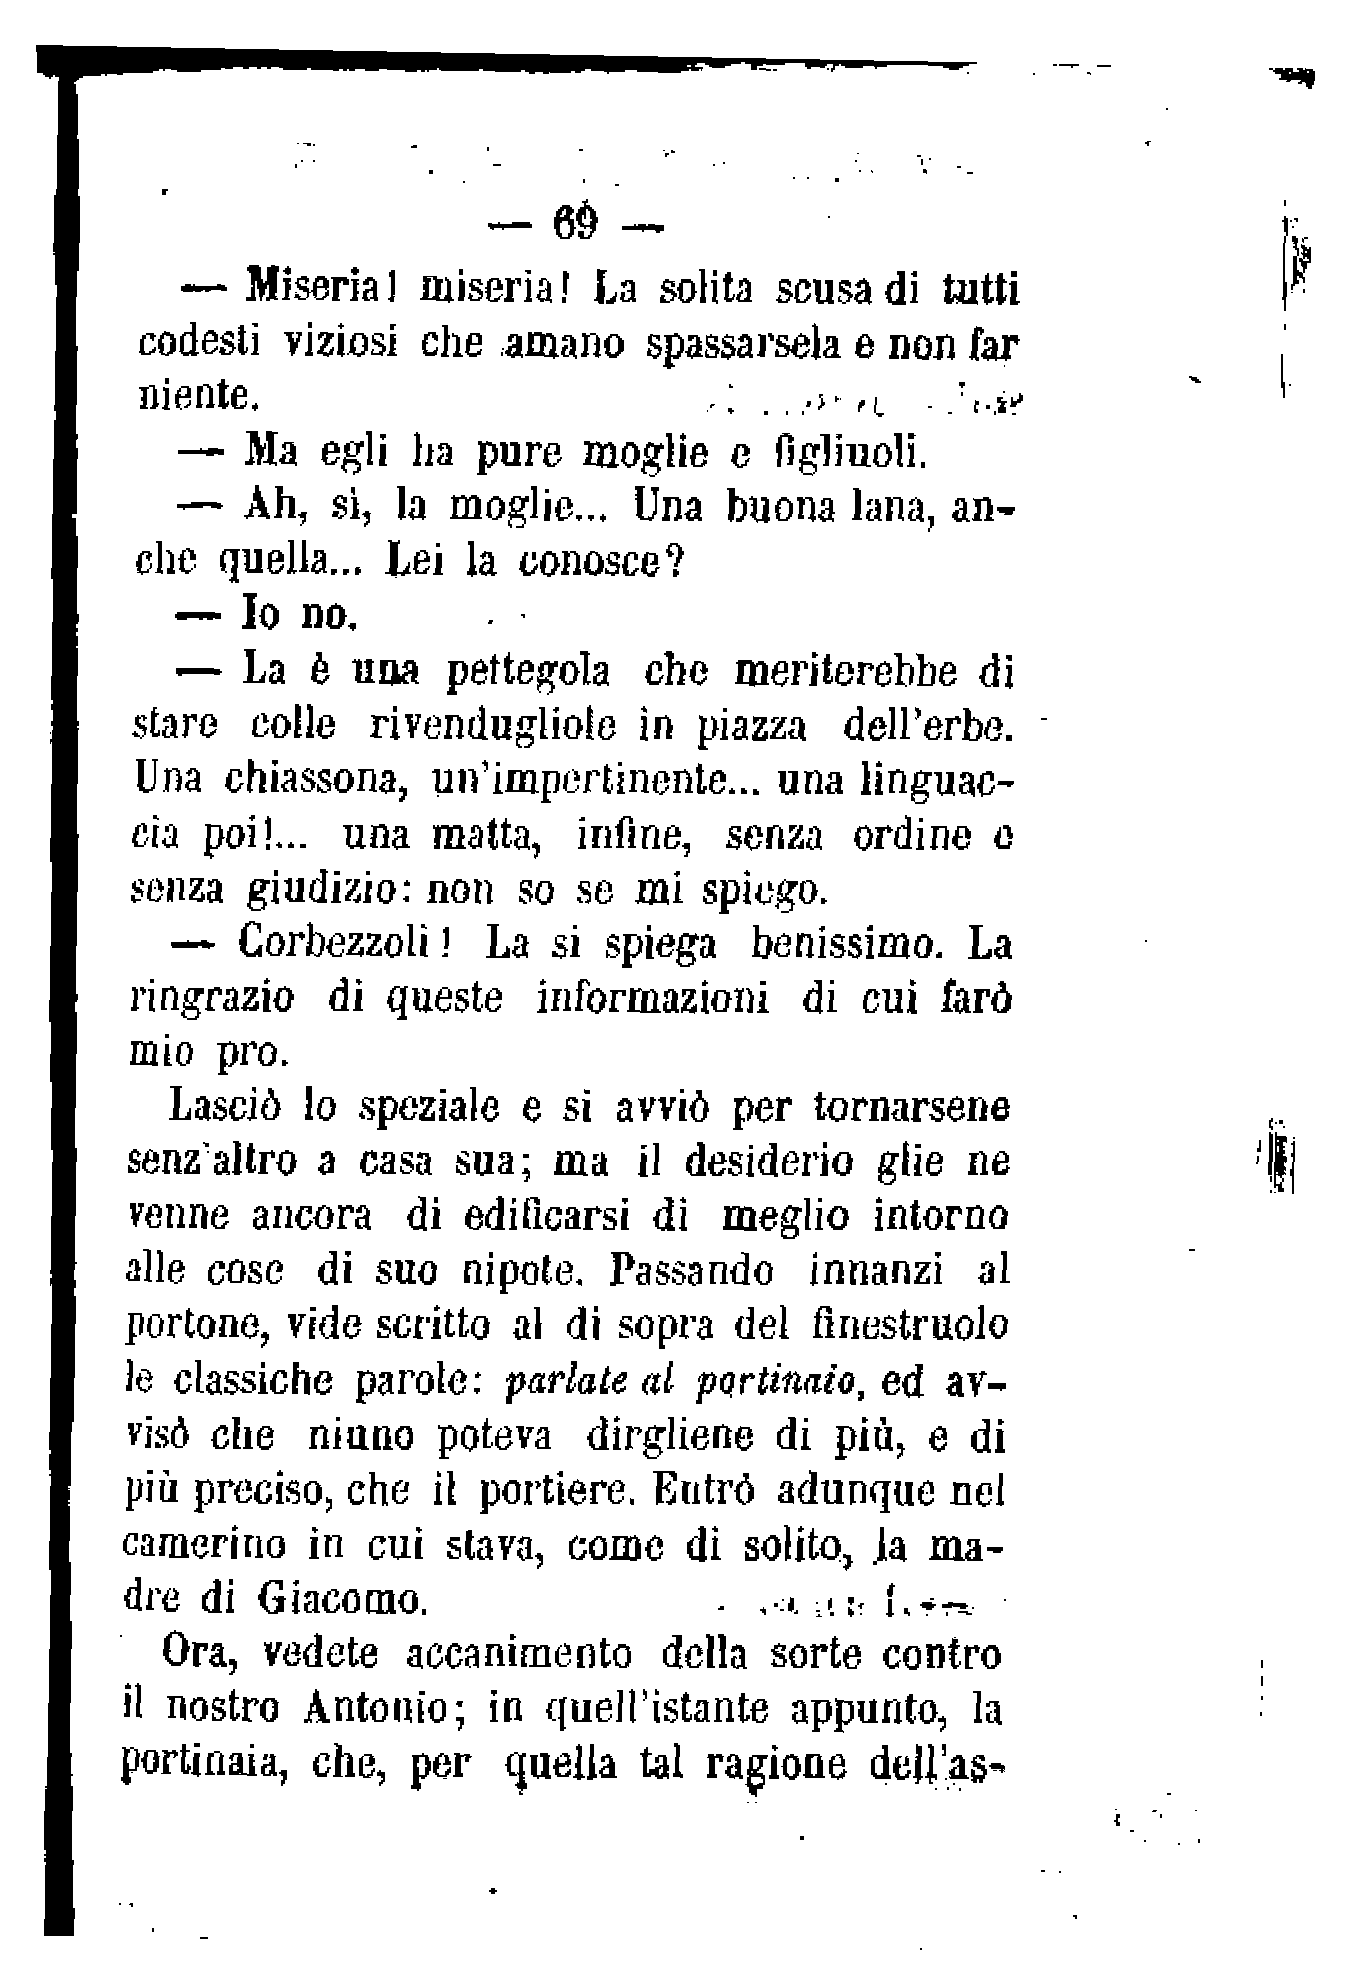 — 69 —
— Miseria! miseria! La solita scusa di tutti
codesti viziosi che amano spassarsela e non far
niente.
— Ma egli ha pure moglie e figliuoli.
— Ah, sì, la moglie... Una buona lana, an-
che quella... Lei la conosce?
— Io no.
— La è una pettegola che meriterebbe di
stare colle rivendugliole in piazza dell'erbe.
Una chiassona, un'impertinente... una linguac-
cia poi!... una matta, infine, senza ordine e
senza giudizio: non so se mi spiego.
— Corbezzoli! La si spiega benissimo. La
ringrazio di queste informazioni di cui farò
mio pro.
Lasciò lo speziale e si avviò per tornarsene
senz'altro a casa sua; ma il desiderio glie ne
venne ancora di edificarsi di meglio intorno
alle cose di suo nipote. Passando innanzi al
portone, vide scritto al di sopra del finestruolo
le classiche parole: parlate al portinaio, ed av-
visò che niuno poteva dirgliene di più, e di
più preciso, che il portiere. Entrò adunque nel
camerino in cui stava, come di solito, la ma-
dre di Giacomo.
Ora, vedete accanimento della sorte contro
il nostro Antonio; in quell'istante appunto, la
portinaia, che, per quella tal ragione dell'as-